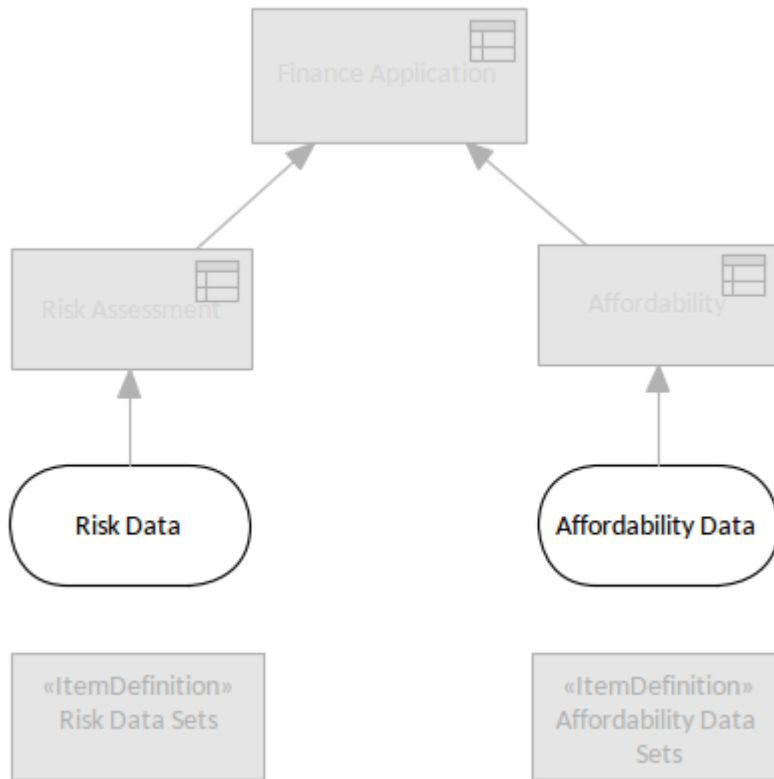 Finance Application
Risk Assessment
Affordability
Risk Data
Affordability Data
«ItemDefinition»
Risk Data Sets
«ItemDefinition»
Affordability Data
Sets